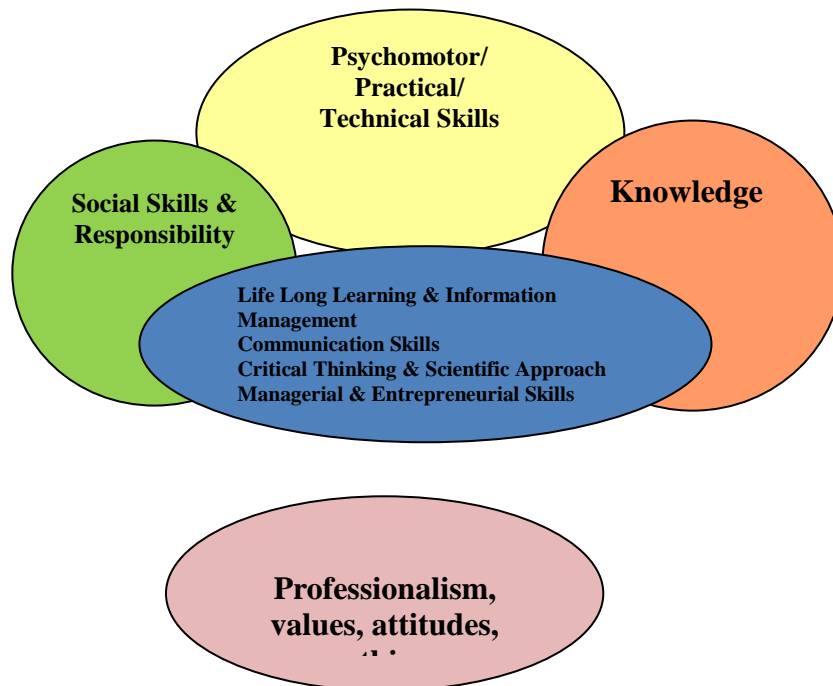 Psychomotor/
Practical/
Technical Skills
Social Skills &
Responsibility
Knowledge
Life Long Learning & Information
Management
Communication Skills
Critical Thinking & Scientific Approach
Managerial & Entrepreneurial Skills
Professionalism,
values, attitudes,